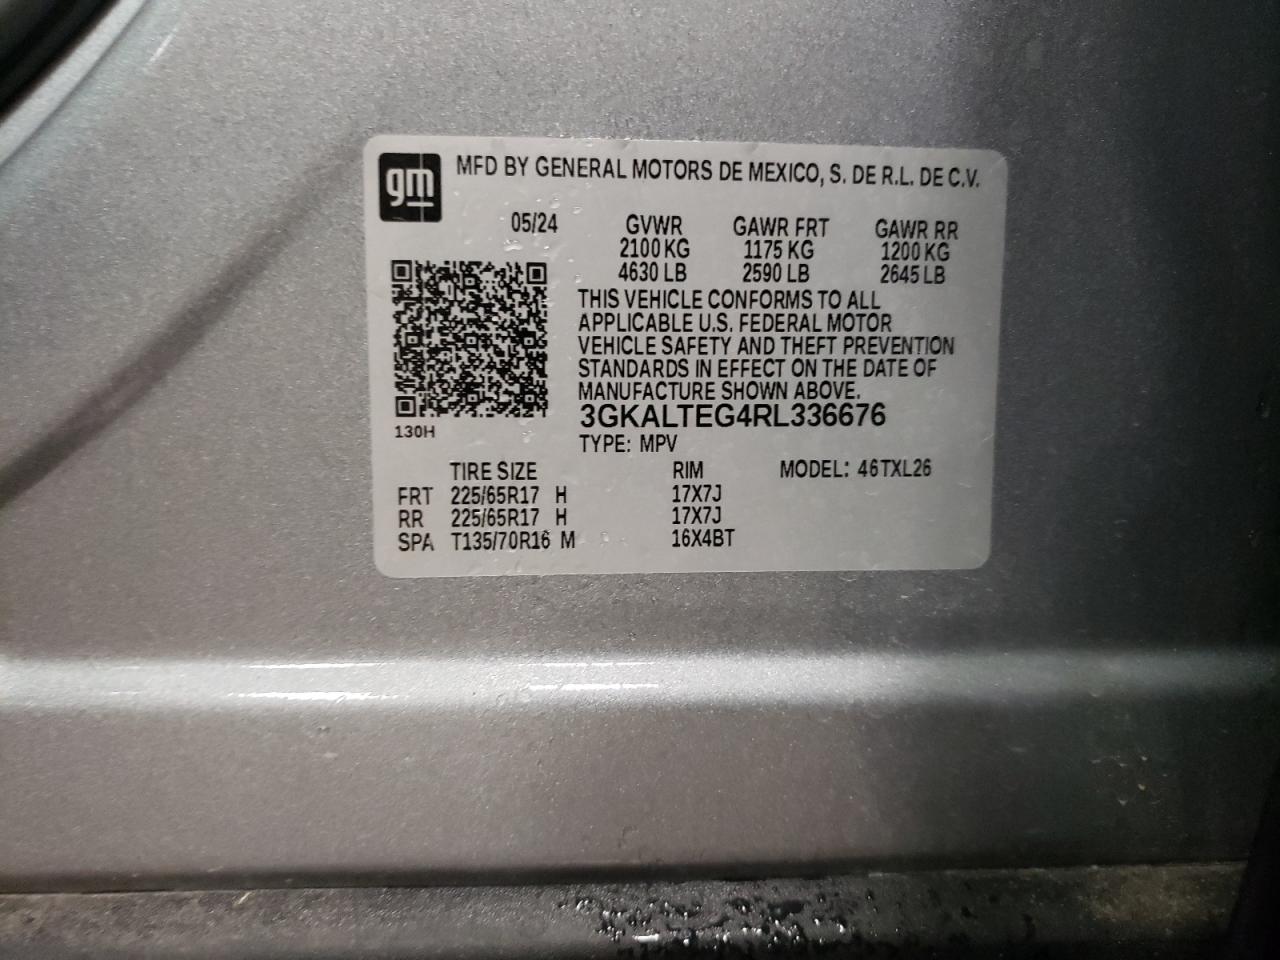 gm
MFD BY GENERAL MOTORS DE MEXICO, S. DE R.L. DE C.V.
05/24 GVWR GAWR FRT GAWR RR
2100 KG 1175 KG 1200 KG
4630 LB 2590 LB 2645 LB
THIS VEHICLE CONFORMS TO ALL
APPLICABLE U.S. FEDERAL MOTOR
VEHICLE SAFETY AND THEFT PREVENTION
STANDARDS IN EFFECT ON THE DATE OF
MANUFACTURE SHOWN ABOVE.
3GKALTEG4RL336676
130H
TYPE: MPV
TIRE SIZE RIM MODEL: 46TXL26
FRT 225/65R17 H 17X7J
RR 225/65R17 H 17X7J
SPA T135/70R16 M 16X4BT